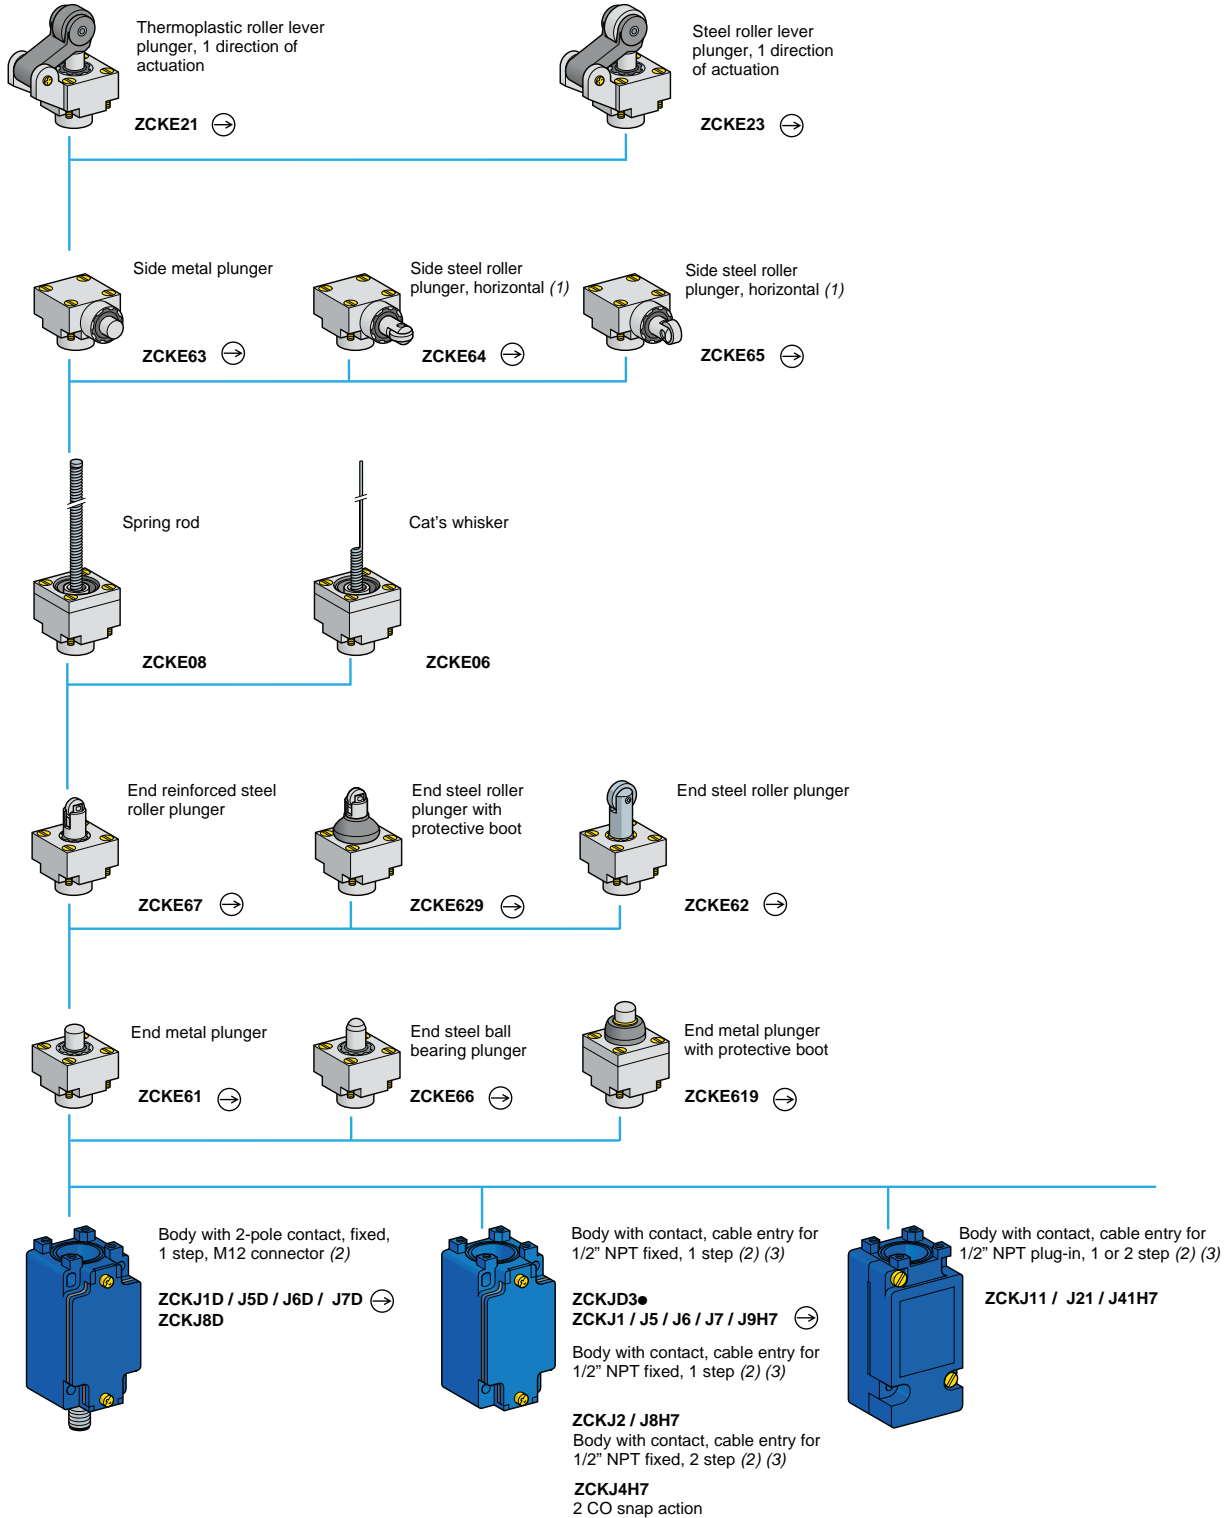 Thermoplastic roller lever
plunger, 1 direction of
actuation
ZCKE21
Steel roller lever
plunger, 1 direction
of actuation
ZCKE23
Side metal plunger
ZCKE63
Side steel roller
plunger, horizontal (1)
ZCKE64
Side steel roller
plunger, horizontal (1)
ZCKE65
Spring rod
ZCKE08
Cat's whisker
ZCKE06
End reinforced steel
roller plunger
ZCKE67
End steel roller
plunger with
protective boot
ZCKE629
End steel roller plunger
ZCKE62
End metal plunger
ZCKE61
End steel ball
bearing plunger
ZCKE66
End metal plunger
with protective boot
ZCKE619
Body with 2-pole contact, fixed,
1 step, M12 connector (2)
ZCKJ1D / J5D / J6D / J7D
ZCKJ8D
Body with contact, cable entry for
1/2” NPT fixed, 1 step (2) (3)
ZCKJD3●
ZCKJ1 / J5 / J6 / J7 / J9H7
Body with contact, cable entry for
1/2” NPT fixed, 1 step (2) (3)
ZCKJ2 / J8H7
Body with contact, cable entry for
1/2” NPT fixed, 2 step (2) (3)
ZCKJ4H7
2 CO snap action
Body with contact, cable entry for
1/2” NPT plug-in, 1 or 2 step (2) (3)
ZCKJ11 / J21 / J41H7